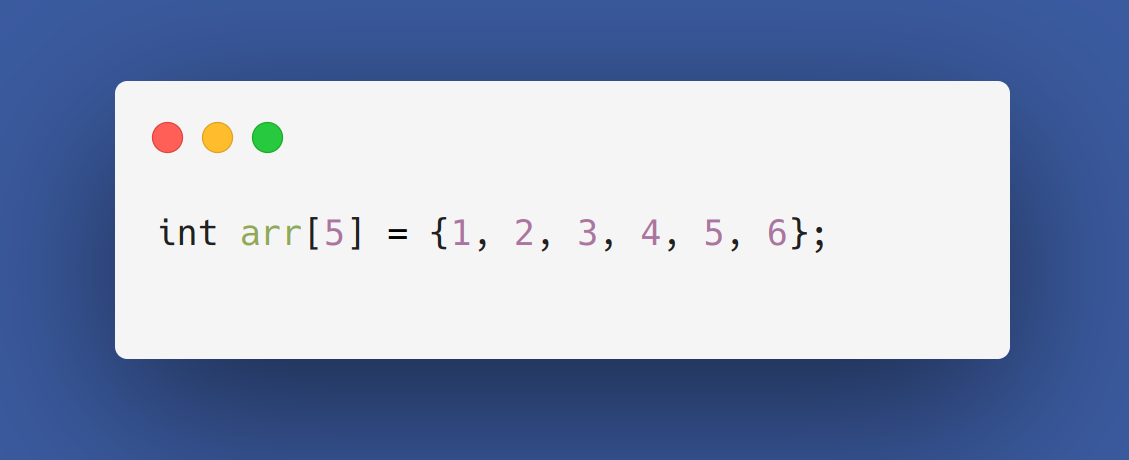 int arr[5] = {1, 2, 3, 4, 5, 6};